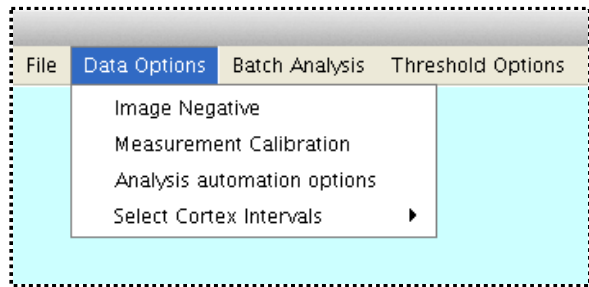 File Data Options Batch Analysis Threshold Options
Image Negative
Measurement Calibration
Analysis automation options
Select Cortex Intervals